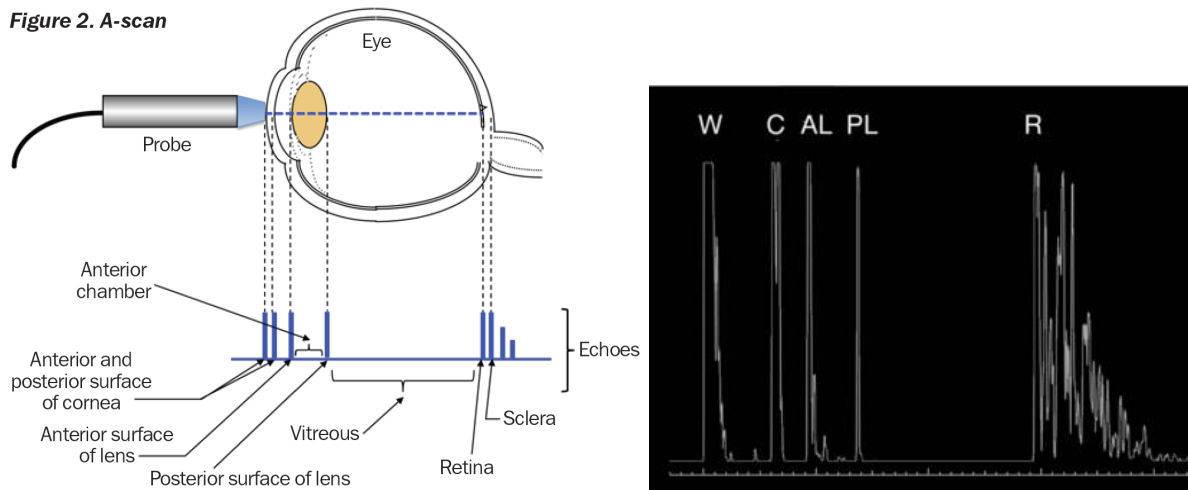 Figure 2. A-scan
Eye
Probe
Anterior
chamber
Echoes
Anterior and
posterior surface
of cornea
Sclera
Anterior surface
of lens
Vitreous
Retina
Posterior surface of lens
W C AL PL R